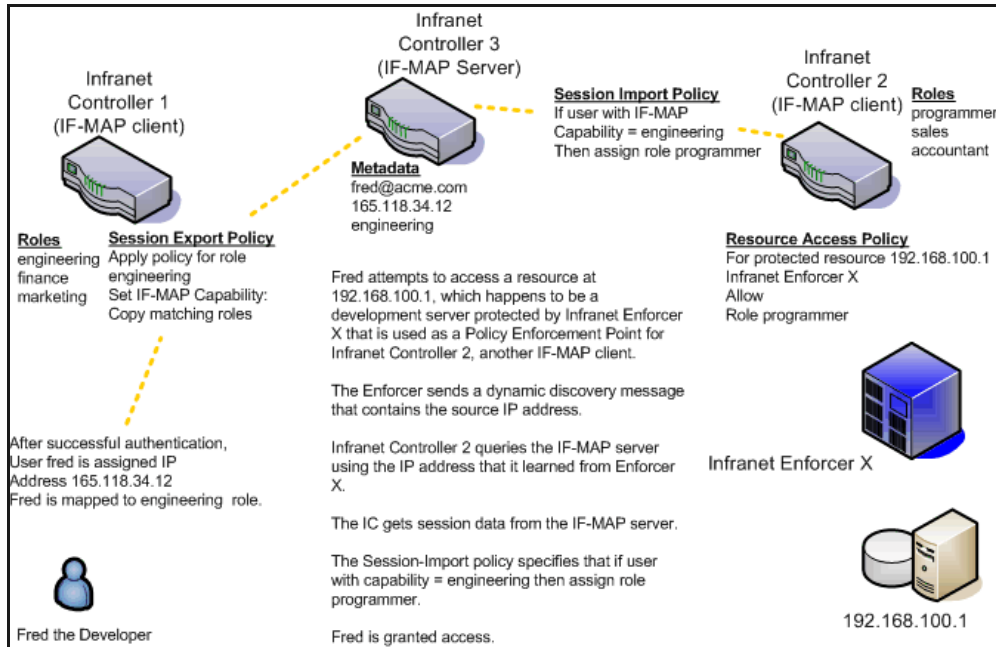 Infranet
Controller 1
(IF-MAP client)
Infranet
Controller 3
(IF-MAP Server)
Infranet
Controller 2
(IF-MAP client)
Roles
programmer
sales
accountant
Session Import Policy
If user with IF-MAP
Capability = engineering
Then assign role programmer
Metadata
fred@acme.com
165.118.34.12
engineering
Roles
engineering
finance
marketing
Session Export Policy
Apply policy for role
engineering
Set IF-MAP Capability:
Copy matching roles
Resource Access Policy
For protected resource 192.168.100.1
Infranet Enforcer X
Allow
Role programmer
Fred attempts to access a resource at
192.168.100.1, which happens to be a
development server protected by Infranet Enforcer
X that is used as a Policy Enforcement Point for
Infranet Controller 2, another IF-MAP client.
The Enforcer sends a dynamic discovery message
that contains the source IP address.
Infranet Controller 2 queries the IF-MAP server
using the IP address that it learned from Enforcer
X.
The IC gets session data from the IF-MAP server.
The Session-Import policy specifies that if user
with capability = engineering then assign role
programmer.
Fred is granted access.
After successful authentication,
User fred is assigned IP
Address 165.118.34.12
Fred is mapped to engineering role.
Infranet Enforcer X
Fred the Developer
192.168.100.1